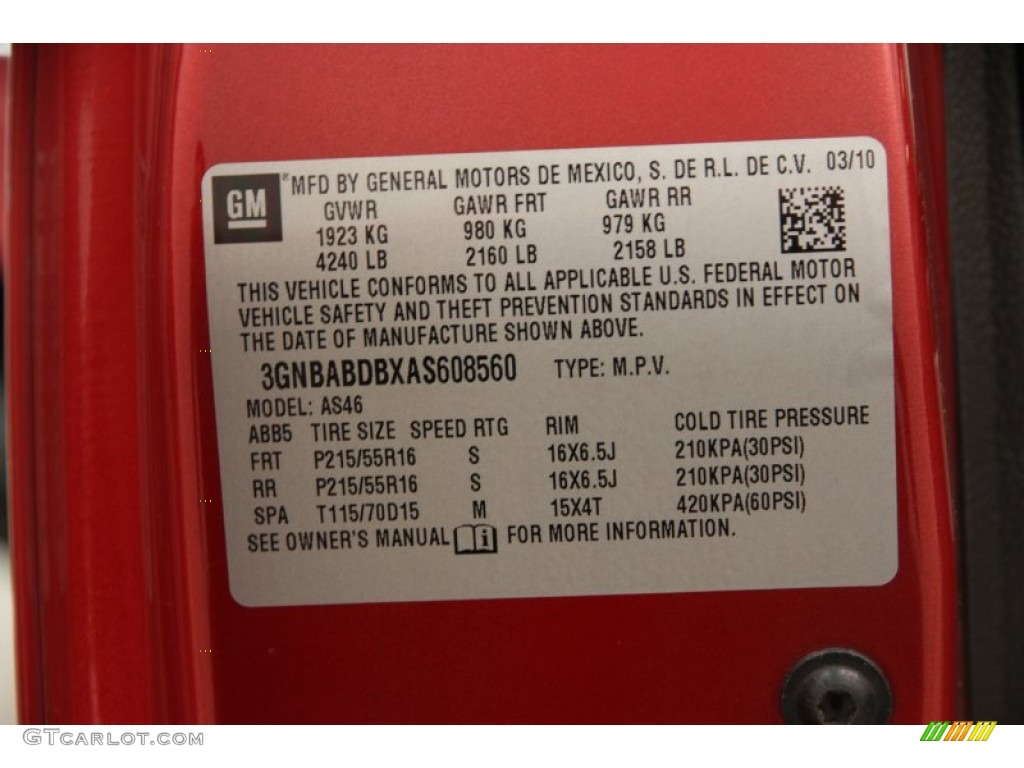 GM ® MFD BY GENERAL MOTORS DE MEXICO, S. DE R.L. DE C.V. 03/10
GVWR GAWR FRT GAWR RR
1923 KG 980 KG 979 KG
4240 LB 2160 LB 2158 LB
THIS VEHICLE CONFORMS TO ALL APPLICABLE U.S. FEDERAL MOTOR
VEHICLE SAFETY AND THEFT PREVENTION STANDARDS IN EFFECT ON
THE DATE OF MANUFACTURE SHOWN ABOVE.
3GNBABDBXAS608560 TYPE: M.P.V.
MODEL: AS46
ABB5 TIRE SIZE SPEED RTG RIM COLD TIRE PRESSURE
FRT P215/55R16 S 16X6.5J 210KPA(30PSI)
RR P215/55R16 S 16X6.5J 210KPA(30PSI)
SPA T115/70D15 M 15X4T 420KPA(60PSI)
SEE OWNER'S MANUAL i FOR MORE INFORMATION.
GTCarlot.com